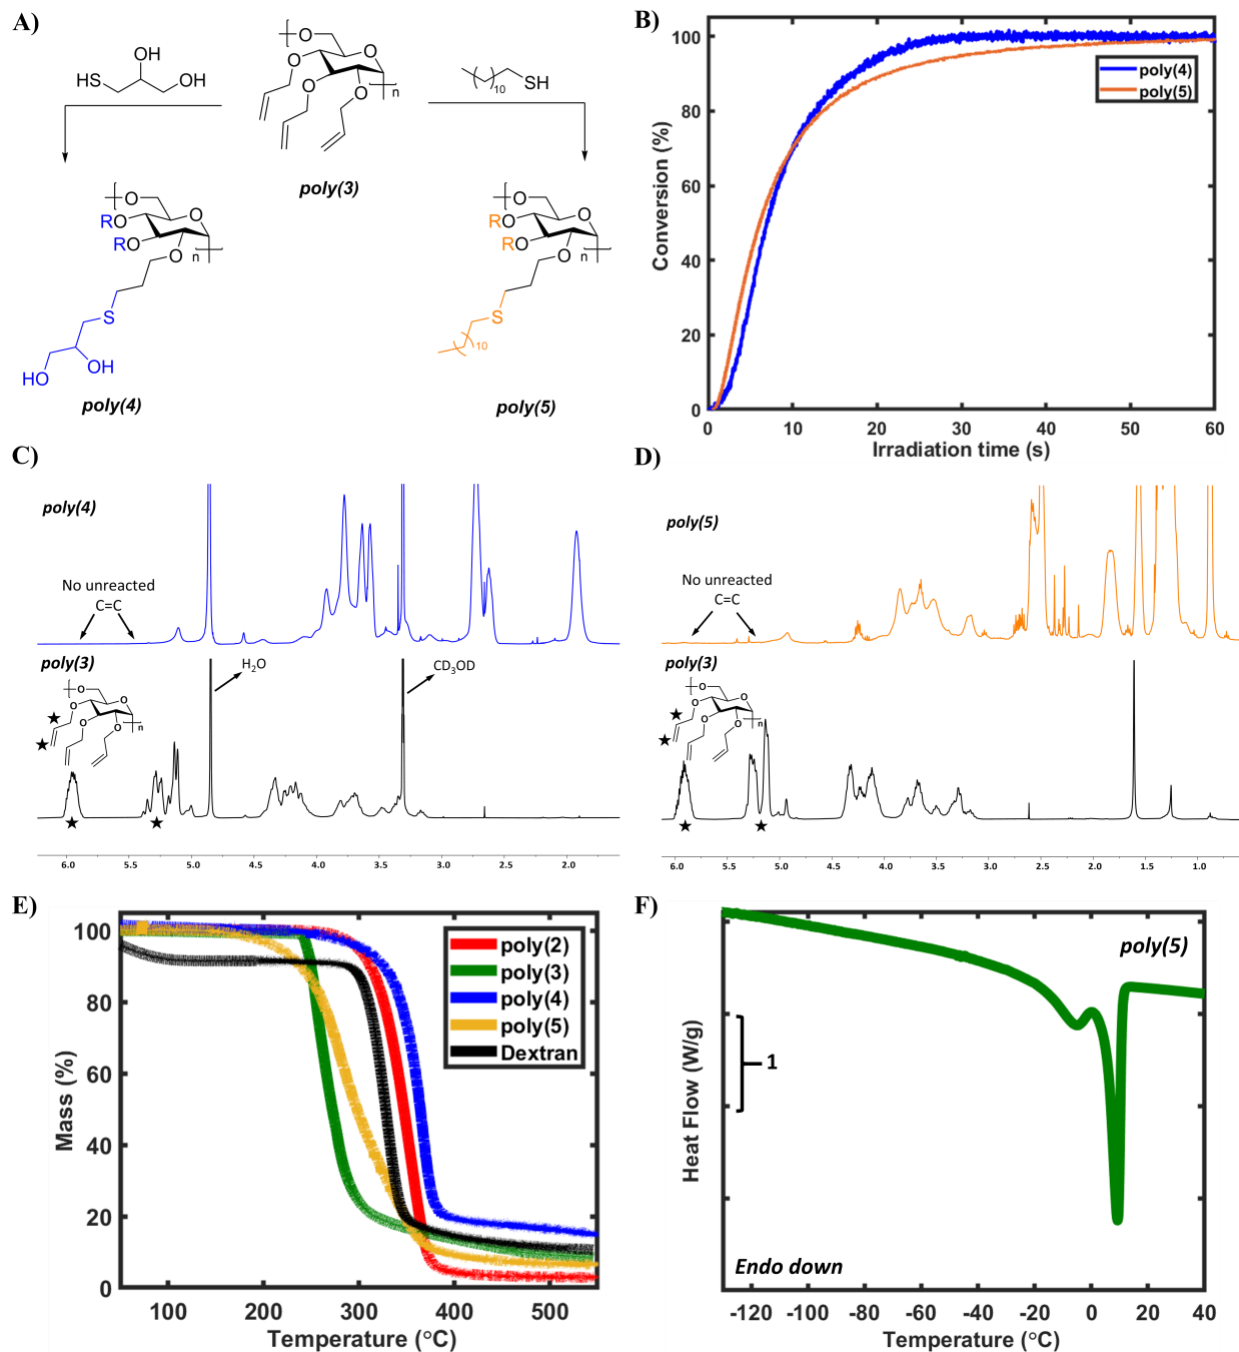 A)
OH
HS
OH
O
O
O
O
O
n
poly(3)
10
SH
O
O
RO
RO
O
n
S
HO
OH
poly(4)
O
O
RO
RO
O
n
S
10
poly(5)
B)
100
80
60
40
20
0
Conversion (%)
poly(4)
poly(5)
0 10 20 30 40 50 60
Irradiation time (s)
C)
poly(4)
No unreacted
C=C
poly(3)
H₂O
CD₃OD
O
O
O
O
O
n
6.0 5.5 5.0 4.5 4.0 3.5 3.0 2.5 2.0
D)
poly(5)
No unreacted
C=C
poly(3)
O
O
O
O
O
n
6.0 5.5 5.0 4.5 4.0 3.5 3.0 2.5 2.0 1.5 1.0
E)
100
80
60
40
20
0
Mass (%)
poly(2)
poly(3)
poly(4)
poly(5)
Dextran
100 200 300 400 500
Temperature (°C)
F)
poly(5)
1
Heat Flow (W/g)
Endo down
-120 -100 -80 -60 -40 -20 0 20 40
Temperature (°C)